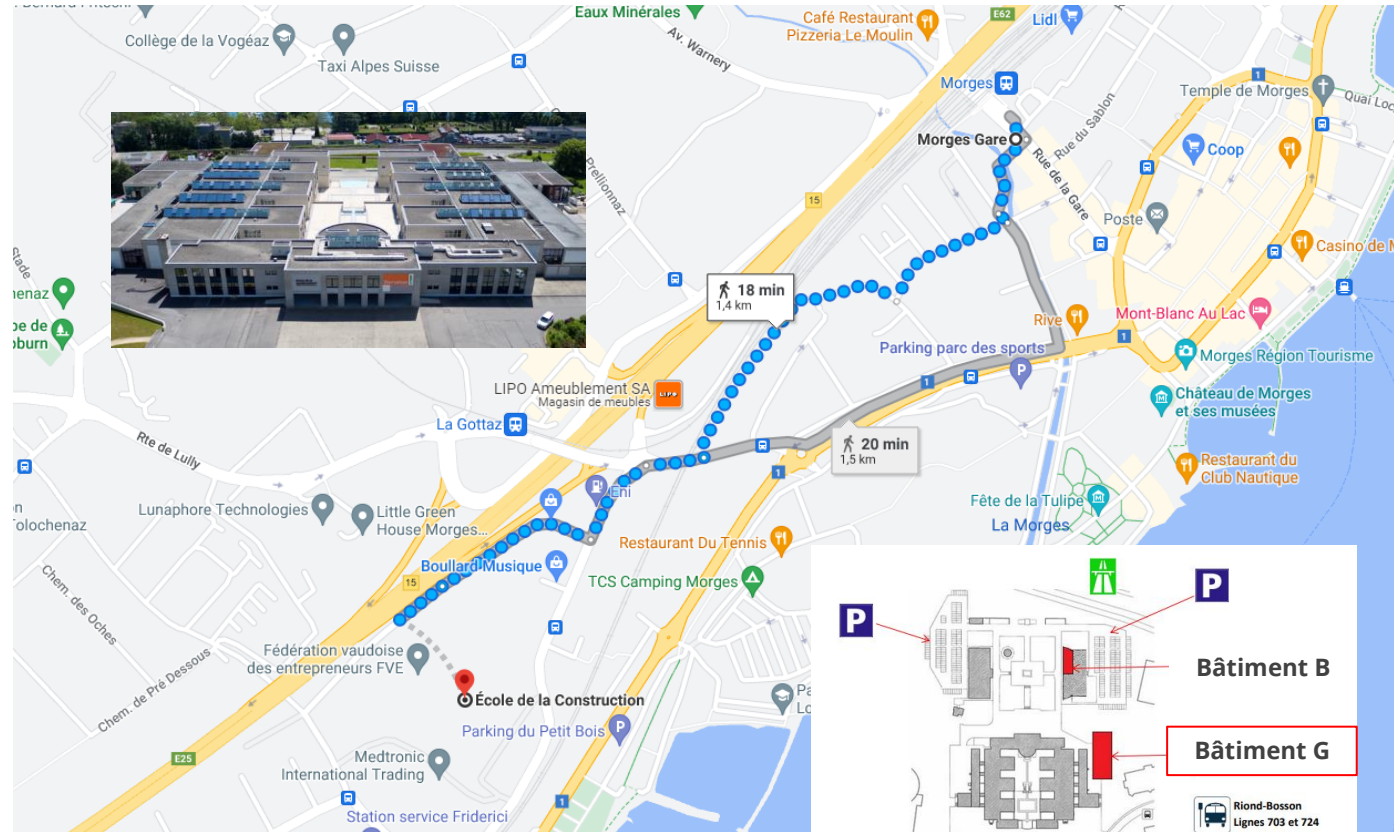 Eaux Minérales
Café Restaurant
Pizzeria Le Moulin
E62
Lidl
Collège de la Vogéaz
Taxi Alpes Suisse
Av. Warnery
Morges
1
Temple de Morges
Quai Loc
Morges Gare
Rue du Sablon
Rue de la Gare
Coop
Prellionnaz
15
Poste
Casino de M
18 min
1,4 km
Rive
Mont-Blanc Au Lac
1
Parking parc des sports
Morges Région Tourisme
LIPO Ameublement SA
Magasin de meubles
LIPO
1
Château de Morges
et ses musées
La Gottaz
20 min
1,5 km
Rte de Lully
1
Restaurant du
Club Nautique
Eni
Fête de la Tulipe
La Morges
Lunaphore Technologies
Little Green
House Morges...
Restaurant Du Tennis
Boullard Musique
15
TCS Camping Morges
Chem. des Oches
P
P
Fédération vaudoise
des entrepreneurs FVE
Bâtiment B
Chem. de Pré Dessous
École de la Construction
Parking du Petit Bois
P
Bâtiment G
E25
Medtronic
International Trading
1
Station service Friderici
Riond-Bosson
Lignes 703 et 724